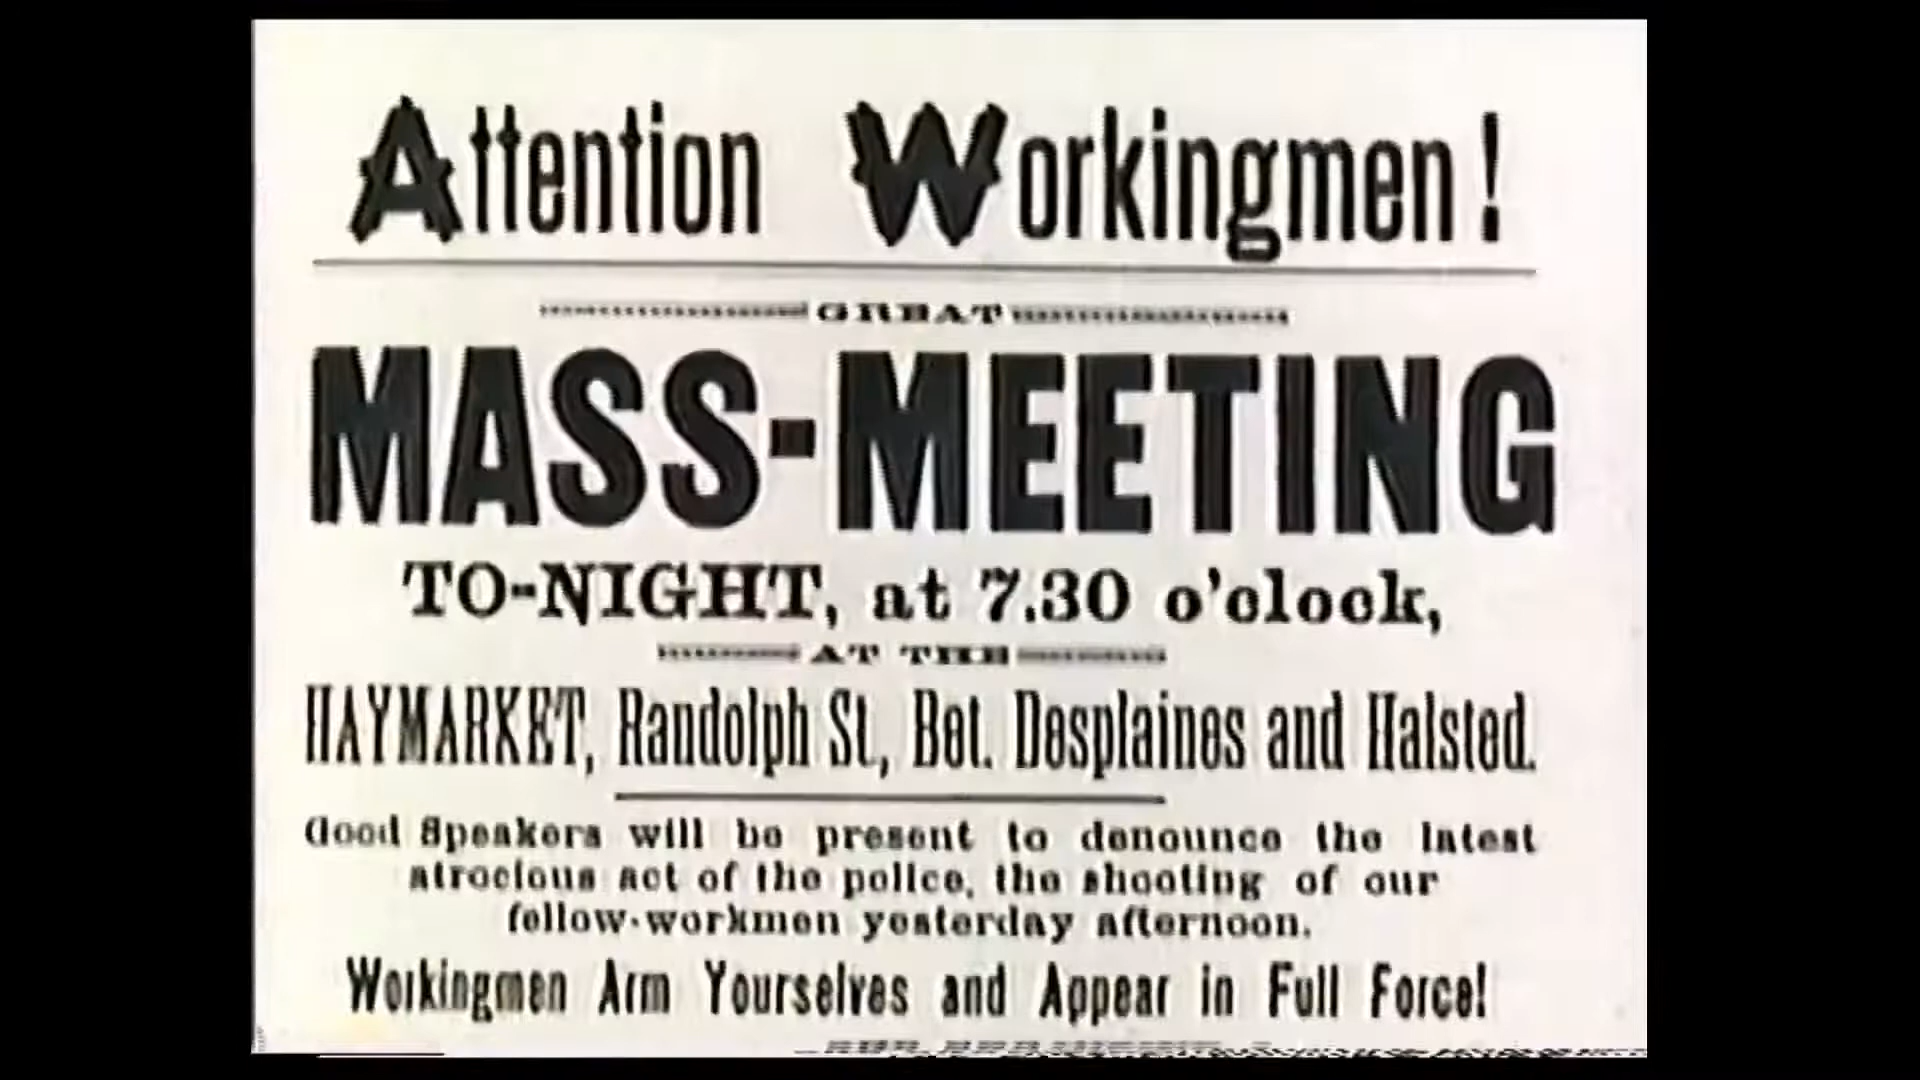 Attention Workingmen!
GREAT
MASS-MEETING
TO-NIGHT, at 7.30 o'clock,
AT THE
HAYMARKET, Randolph St., Bet. Desplaines and Halsted.
Good Speakers will be present to denounce the latest
atrocious act of the police, the shooting of our
fellow-workmen yesterday afternoon.
Workingmen Arm Yourselves and Appear in Full Force!